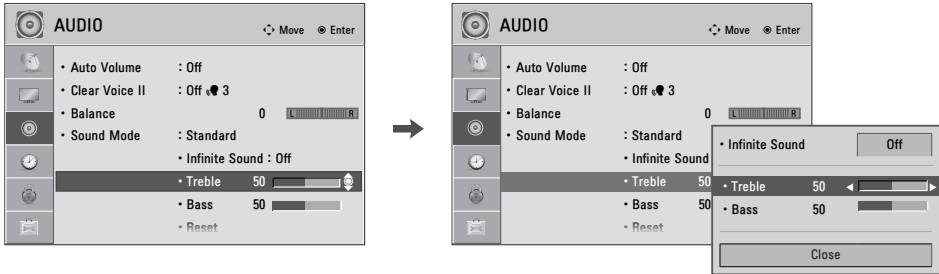 AUDIO Move Enter
• Auto Volume : Off
• Clear Voice II : Off 3
• Balance 0 L R
• Sound Mode : Standard
• Infinite Sound : Off
• Treble 50
• Bass 50
• Reset
AUDIO Move Enter
• Auto Volume : Off
• Clear Voice II : Off 3
• Balance 0 L R
• Sound Mode : Standard
• Infinite Sound
• Treble 50
• Bass 50
• Reset
• Infinite Sound Off
• Treble 50
• Bass 50
Close